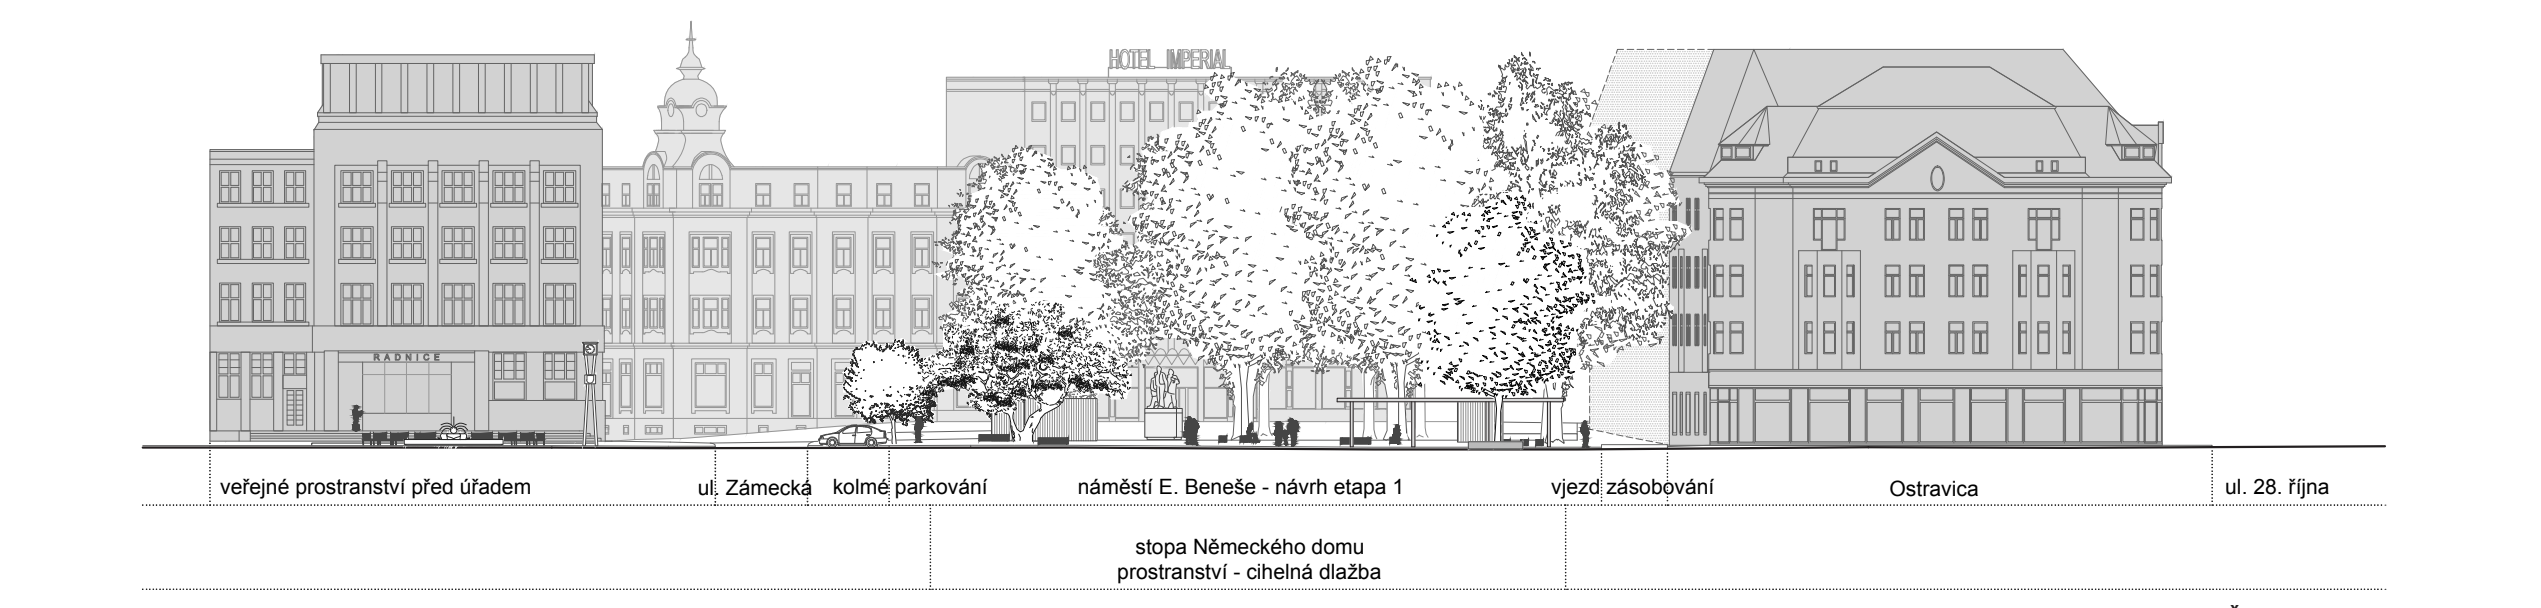 HOTEL IMPERIAL
RADNICE
veřejné prostranství před úřadem
ul. Zámecká
kolmé parkování
náměstí E. Beneše - návrh etapa 1
vjezd zásobování
Ostravica
ul. 28. října
stopa Německého domu
prostranství - cihelná dlažba